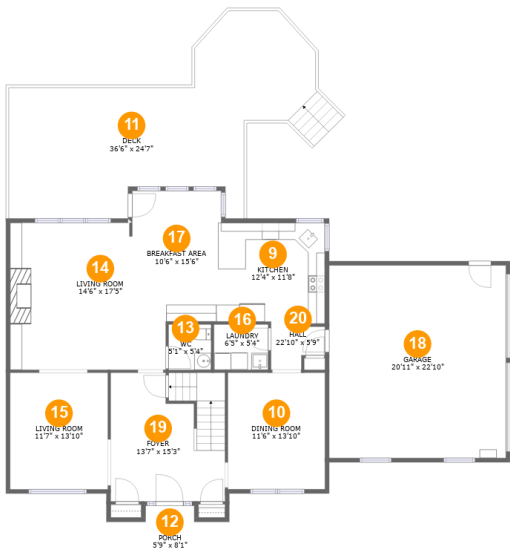 11
DECK
36'6" x 24'7"
17
BREAKFAST AREA
10'6" x 15'6"
9
KITCHEN
12'4" x 11'8"
14
LIVING ROOM
14'6" x 17'5"
13
WC
5'1" x 5'4"
16
LAUNDRY
6'5" x 5'4"
20
HALL
22'10" x 5'9"
18
GARAGE
20'11" x 22'10"
15
LIVING ROOM
11'7" x 13'10"
19
FOYER
13'7" x 15'3"
10
DINING ROOM
11'6" x 13'10"
12
PORCH
5'9" x 8'1"